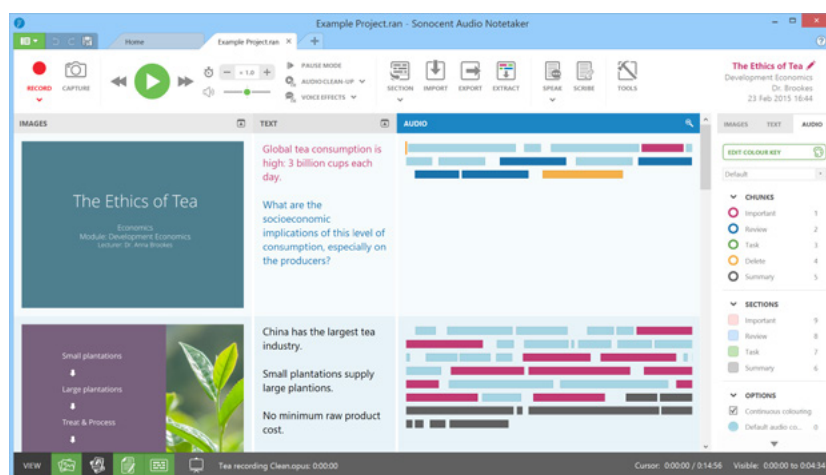 Example Project.ran - Sonocent Audio Notetaker
Home
Example Project.ran
RECORD
CAPTURE
x 1.0
PAUSE MODE
AUDIO CLEAN-UP
VOICE EFFECTS
SECTION
IMPORT
EXPORT
EXTRACT
SPEAK
SCRIBE
TOOLS
The Ethics of Tea
Development Economics
Dr. Brookes
23 Feb 2015 16:44
IMAGES
TEXT
AUDIO
IMAGES
TEXT
AUDIO
The Ethics of Tea
Economics
Module: Development Economics
Lecturer: Dr. Anna Brookes
Global tea consumption is
high: 3 billion cups each
day.
What are the
socioeconomic
implications of this level of
consumption, especially on
the producers?
Small plantations
Large plantations
Treat & Process
China has the largest tea
industry.
Small plantations supply
large plantions.
No minimum raw product
cost.
EDIT COLOUR KEY
Default
CHUNKS
Important 1
Review 2
Task 3
Delete 4
Summary 5
SECTIONS
Important 9
Review 8
Task 7
Summary 6
OPTIONS
Continuous colouring
Default audio co... 0
VIEW
Tea recording Clean.opus: 0:00:00
Cursor: 0:00:00 / 0:14:56
Visible: 0:00:00 to 0:04:34